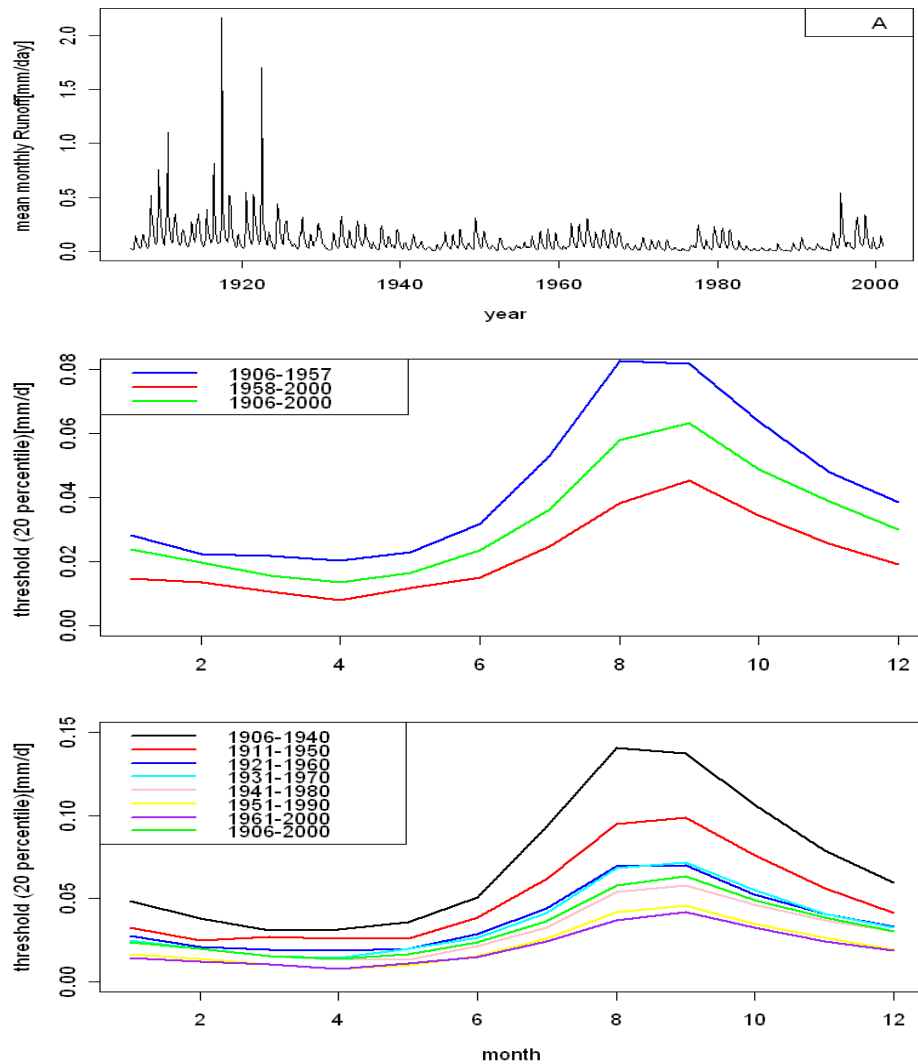 A
mean monthly Runoff[mm/day]
2.0
1.5
1.0
0.5
0.0
1920 1940 1960 1980 2000
year
1906-1957
1958-2000
1906-2000
threshold (20 percentile)[mm/d]
0.08
0.06
0.04
0.02
0.00
2 4 6 8 10 12
1906-1940
1911-1950
1921-1960
1931-1970
1941-1980
1951-1990
1961-2000
1906-2000
threshold (20 percentile)[mm/d]
0.15
0.10
0.05
0.00
2 4 6 8 10 12
month